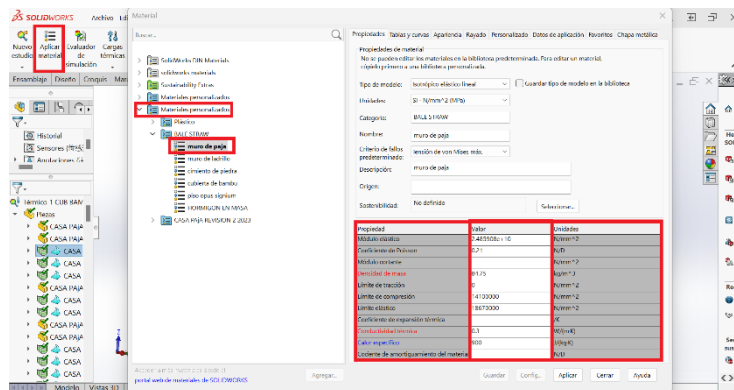 SOLIDWORKS Archivo Edi
Nuevo estudio
Aplicar material
Evaluador de simulación
Cargas térmicas
Ensamblaje Diseño Croquis Mar
Historial
Sensores
Anotaciones
Térmico 1 CUB BAM
Piezas
CASA PAJA
CASA PAJA
CASA
CASA
CASA
CASA PAJA
CASA
CASA
CASA PAJA
CASA
CASA
CASA
Modelo Vistas 3D
Material
Buscar...
SolidWorks DIN Materials
solidworks materials
Sustainability Extras
Materiales personalizados
Materiales personalizados
Plástico
BALE STRAW
muro de paja
muro de ladrillo
cimiento de piedra
cubierta de bambu
piso opus signium
HORMIGON EN MASA
CASA PAJA REVISION 2 2023
portal web de materiales de SOLIDWORKS
Agregar...
Propiedades Tablas y curvas Apariencia Rayado Personalizado Datos de aplicación Favoritos Chapa metálica
Propiedades de material
No se pueden editar los materiales en la biblioteca predeterminada. Para editar un material,
cópielo primero a una biblioteca personalizada.
Tipo de modelo: Isotrópico elástico lineal
Guardar tipo de modelo en la biblioteca
Unidades: SI - N/mm^2 (MPa)
Categoría: BALE STRAW
Nombre: muro de paja
Criterio de fallos predeterminado: Tensión de von Mises máx.
Descripción: muro de paja
Origen:
Sostenibilidad: No definido
Seleccionar...
Propiedad Valor Unidades
Módulo elástico N/mm^2
Coeficiente de Poisson 0.21 N/D
Módulo cortante N/mm^2
Densidad de masa 84.75 kg/m^3
Límite de tracción 0 N/mm^2
Límite de compresión 14100000 N/mm^2
Límite elástico 18670000 N/mm^2
Coeficiente de expansión térmica /K
Conductividad térmica 0.3 W/(m·K)
Calor específico 900 J/(kg·K)
Cociente de amortiguamiento del material N/D
Guardar Config... Aplicar Cerrar Ayuda